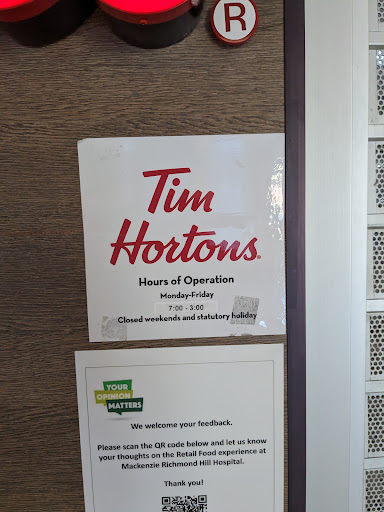 R
Tim
Hortons
Hours of Operation
Monday-Friday
7:00 - 3:00
Closed weekends and statutory holiday
YOUR
OPINION
MATTERS
We welcome your feedback.
Please scan the QR code below and let us know
your thoughts on the Retail Food experience at
Mackenzie Richmond Hill Hospital.
Thank you!